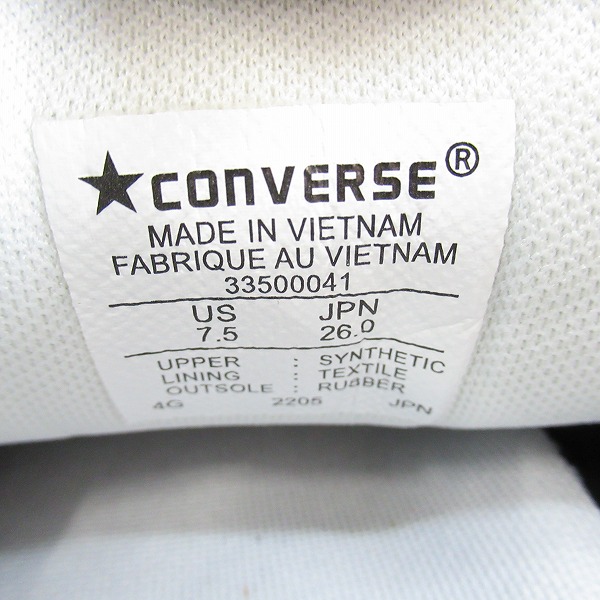 ★CONVERSE®
MADE IN VIETNAM
FABRIQUE AU VIETNAM
33500041
US JPN
7.5 26.0
UPPER : SYNTHETIC
LINING : TEXTILE
OUTSOLE : RUBBER
4G 2205 JPN